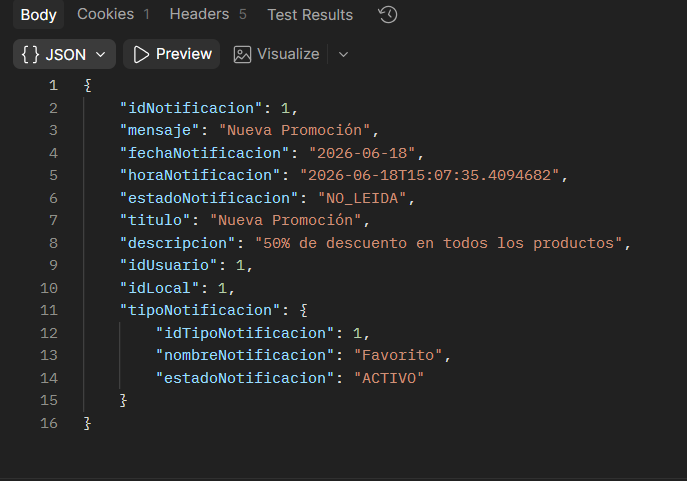 Body Cookies 1 Headers 5 Test Results
{} JSON Preview Visualize
1 {
2 "idNotificacion": 1,
3 "mensaje": "Nueva Promoción",
4 "fechaNotificacion": "2026-06-18",
5 "horaNotificacion": "2026-06-18T15:07:35.4094682",
6 "estadoNotificacion": "NO_LEIDA",
7 "titulo": "Nueva Promoción",
8 "descripcion": "50% de descuento en todos los productos",
9 "idUsuario": 1,
10 "idLocal": 1,
11 "tipoNotificacion": {
12 "idTipoNotificacion": 1,
13 "nombreNotificacion": "Favorito",
14 "estadoNotificacion": "ACTIVO"
15 }
16 }